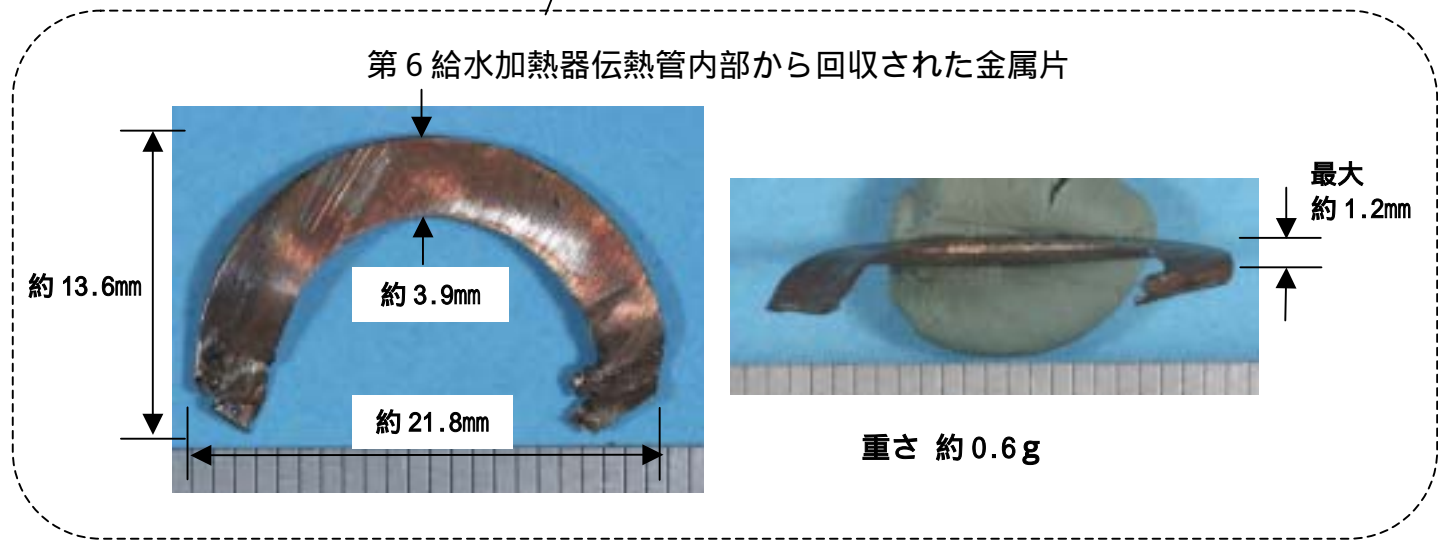 第６給水加熱器伝熱管内部から回収された金属片
約 13.6㎜
約 3.9㎜
約 21.8㎜
最大
約 1.2㎜
重さ 約 0.6ｇ